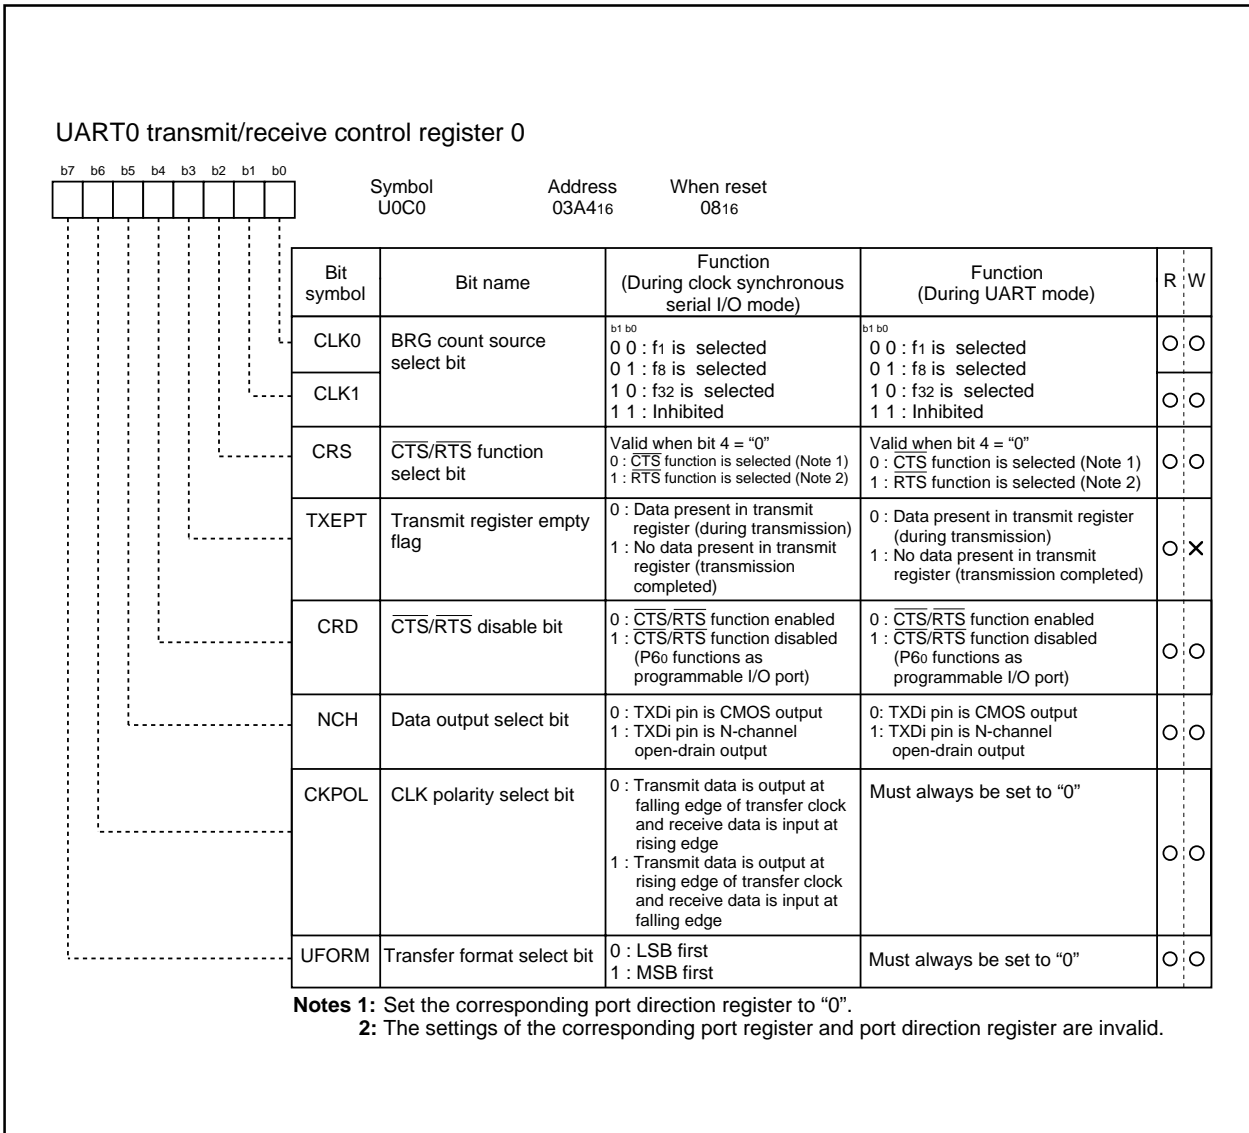 UART0 transmit/receive control register 0
b7 b6 b5 b4 b3 b2 b1 b0
Symbol Address When reset
U0C0 03A416 0816
Bit symbol
Bit name
Function
(During clock synchronous
serial I/O mode)
Function
(During UART mode)
R W
CLK0
CLK1
BRG count source
select bit
b1 b0
0 0 : f1 is selected
0 1 : f8 is selected
1 0 : f32 is selected
1 1 : Inhibited
b1 b0
0 0 : f1 is selected
0 1 : f8 is selected
1 0 : f32 is selected
1 1 : Inhibited
CRS
CTS/RTS function
select bit
Valid when bit 4 = “0”
0 : CTS function is selected (Note 1)
1 : RTS function is selected (Note 2)
Valid when bit 4 = “0”
0 : CTS function is selected (Note 1)
1 : RTS function is selected (Note 2)
TXEPT
Transmit register empty
flag
0 : Data present in transmit
register (during transmission)
1 : No data present in transmit
register (transmission
completed)
0 : Data present in transmit register
(during transmission)
1 : No data present in transmit
register (transmission completed)
CRD
CTS/RTS disable bit
0 : CTS/RTS function enabled
1 : CTS/RTS function disabled
(P60 functions as
programmable I/O port)
0 : CTS/RTS function enabled
1 : CTS/RTS function disabled
(P60 functions as
programmable I/O port)
NCH
Data output select bit
0 : TXDi pin is CMOS output
1 : TXDi pin is N-channel
open-drain output
0: TXDi pin is CMOS output
1: TXDi pin is N-channel
open-drain output
CKPOL
CLK polarity select bit
0 : Transmit data is output at
falling edge of transfer clock
and receive data is input at
rising edge
1 : Transmit data is output at
rising edge of transfer clock
and receive data is input at
falling edge
Must always be set to “0”
UFORM
Transfer format select bit
0 : LSB first
1 : MSB first
Must always be set to “0”
Notes 1: Set the corresponding port direction register to “0”.
2: The settings of the corresponding port register and port direction register are invalid.